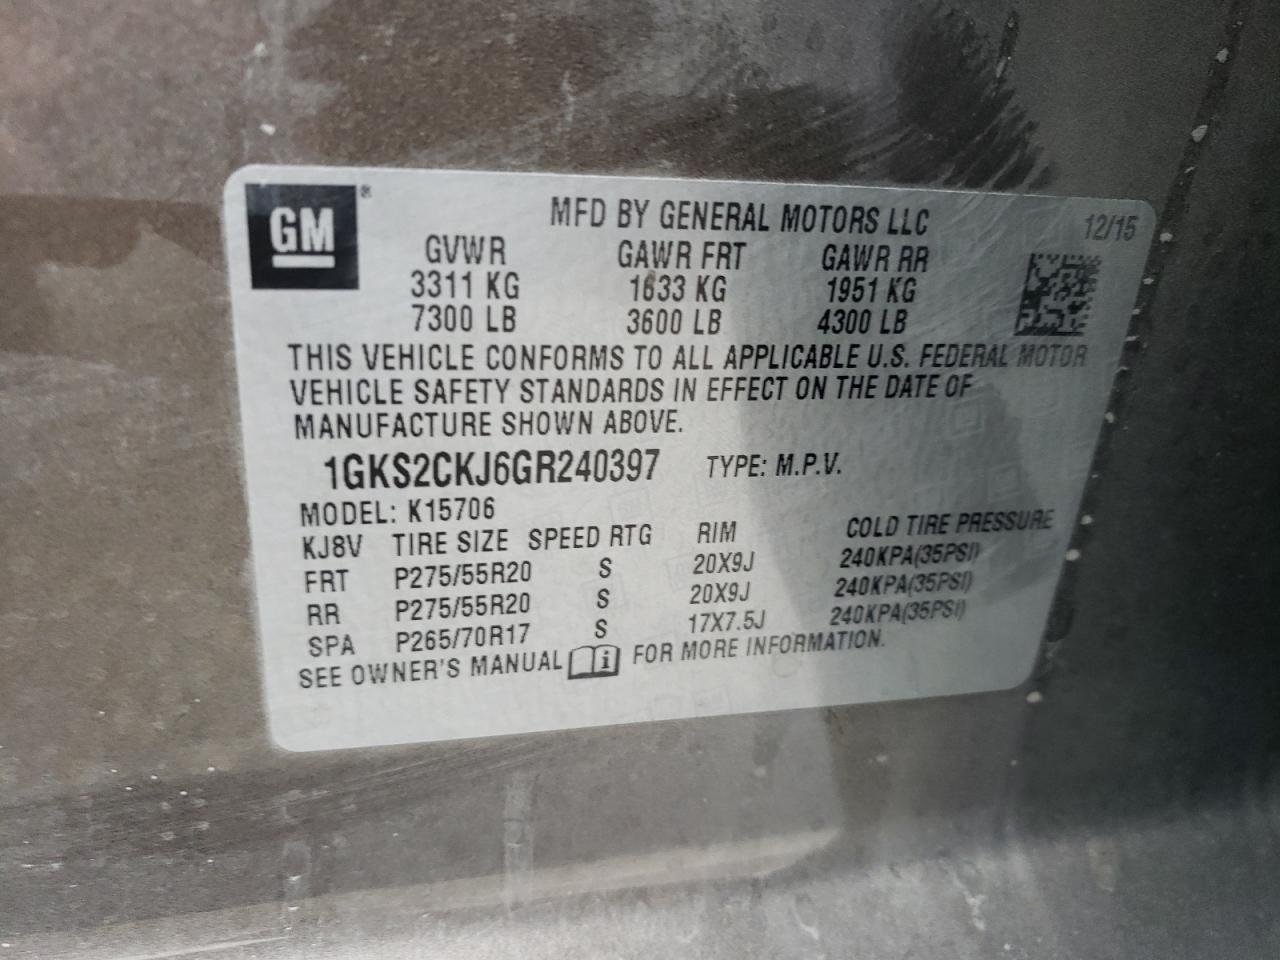 GM ®
MFD BY GENERAL MOTORS LLC 12/15
GVWR GAWR FRT GAWR RR
3311 KG 1633 KG 1951 KG
7300 LB 3600 LB 4300 LB
THIS VEHICLE CONFORMS TO ALL APPLICABLE U.S. FEDERAL MOTOR
VEHICLE SAFETY STANDARDS IN EFFECT ON THE DATE OF
MANUFACTURE SHOWN ABOVE.
1GKS2CKJ6GR240397 TYPE: M.P.V.
MODEL: K15706
KJ8V TIRE SIZE SPEED RTG RIM COLD TIRE PRESSURE
FRT P275/55R20 S 20X9J 240KPA(35PSI)
RR P275/55R20 S 20X9J 240KPA(35PSI)
SPA P265/70R17 S 17X7.5J 240KPA(35PSI)
SEE OWNER'S MANUAL i FOR MORE INFORMATION.